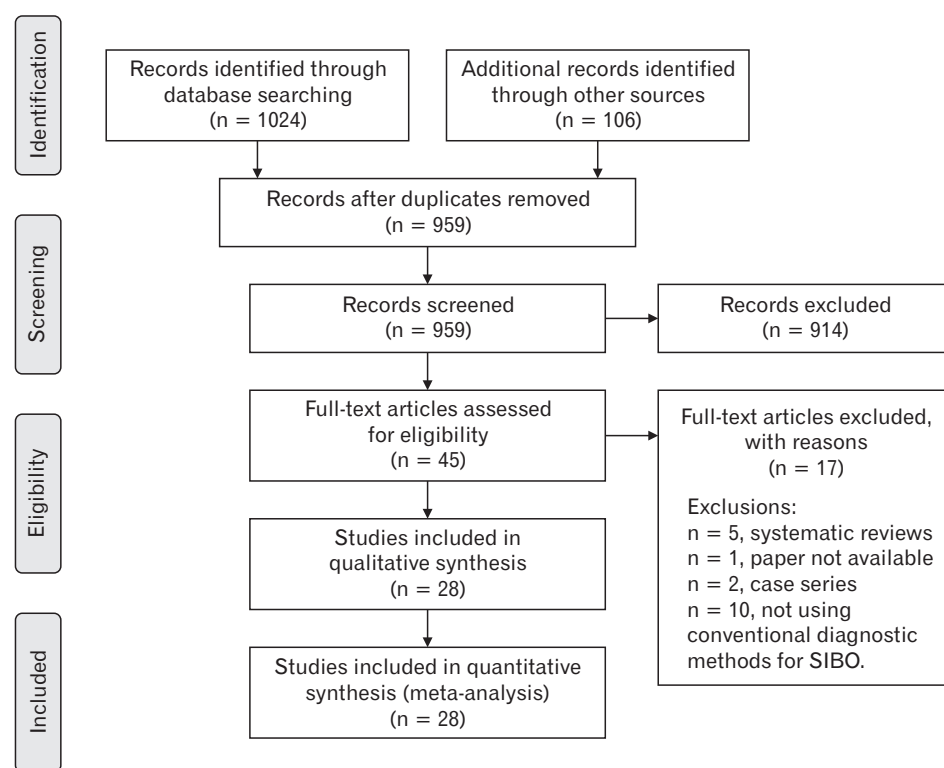 Identification
Records identified through
database searching
(n = 1024)
Additional records identified
through other sources
(n = 106)
Records after duplicates removed
(n = 959)
Screening
Records screened
(n = 959)
Records excluded
(n = 914)
Eligibility
Full-text articles assessed
for eligibility
(n = 45)
Full-text articles excluded,
with reasons
(n = 17)
Exclusions:
n = 5, systematic reviews
n = 1, paper not available
n = 2, case series
n = 10, not using
conventional diagnostic
methods for SIBO.
Studies included in
qualitative synthesis
(n = 28)
Included
Studies included in quantitative
synthesis (meta-analysis)
(n = 28)